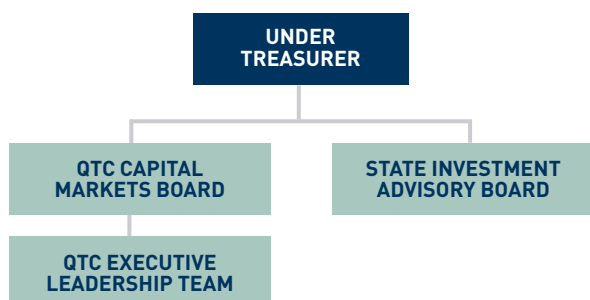 UNDER
TREASURER
QTC CAPITAL
MARKETS BOARD
STATE INVESTMENT
ADVISORY BOARD
QTC EXECUTIVE
LEADERSHIP TEAM